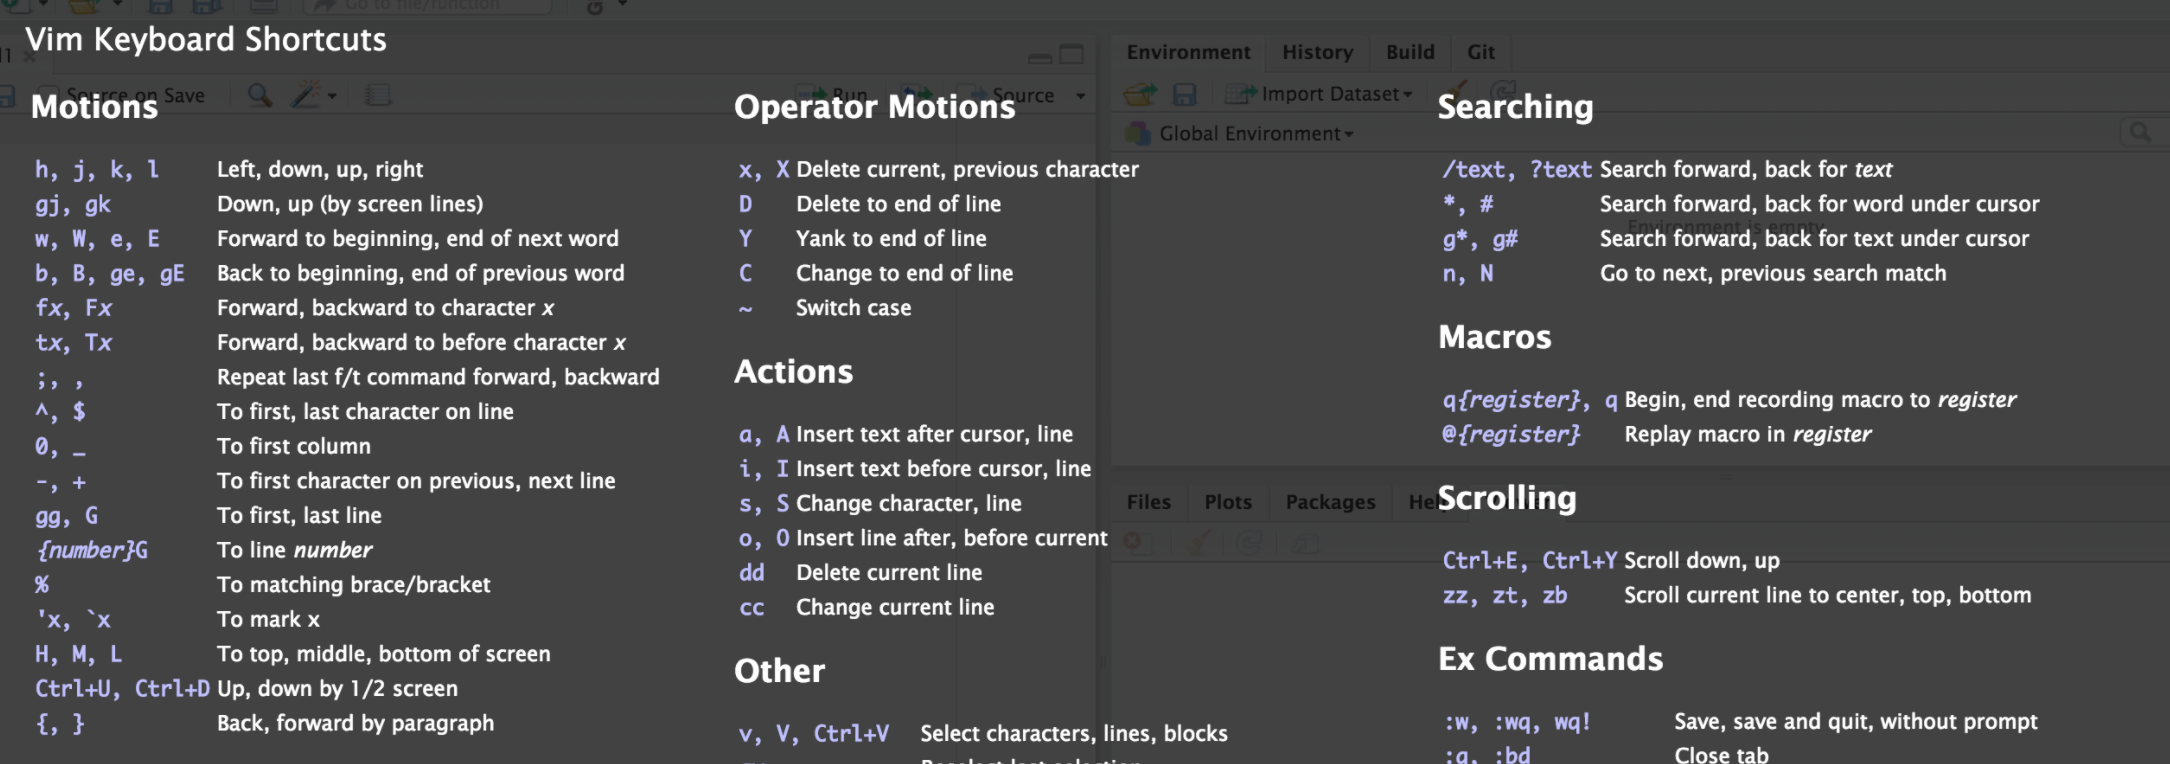 Go to file/function
Vim Keyboard Shortcuts
Source on Save
Run
Source
Environment
History
Build
Git
Import Dataset
Global Environment
Environment is empty
Files
Plots
Packages
Motions
h, j, k, l Left, down, up, right
gj, gk Down, up (by screen lines)
w, W, e, E Forward to beginning, end of next word
b, B, ge, gE Back to beginning, end of previous word
fx, Fx Forward, backward to character x
tx, Tx Forward, backward to before character x
;, , Repeat last f/t command forward, backward
^, $ To first, last character on line
0, _ To first column
-, + To first character on previous, next line
gg, G To first, last line
{number}G To line number
% To matching brace/bracket
'x, `x To mark x
H, M, L To top, middle, bottom of screen
Ctrl+U, Ctrl+D Up, down by 1/2 screen
{, } Back, forward by paragraph
Operator Motions
x, X Delete current, previous character
D Delete to end of line
Y Yank to end of line
C Change to end of line
~ Switch case
Actions
a, A Insert text after cursor, line
i, I Insert text before cursor, line
s, S Change character, line
o, O Insert line after, before current
dd Delete current line
cc Change current line
Other
v, V, Ctrl+V Select characters, lines, blocks
Searching
/text, ?text Search forward, back for text
*, # Search forward, back for word under cursor
g*, g# Search forward, back for text under cursor
n, N Go to next, previous search match
Macros
q{register}, q Begin, end recording macro to register
@{register} Replay macro in register
Scrolling
Ctrl+E, Ctrl+Y Scroll down, up
zz, zt, zb Scroll current line to center, top, bottom
Ex Commands
:w, :wq, wq! Save, save and quit, without prompt
:q, :bd Close tab